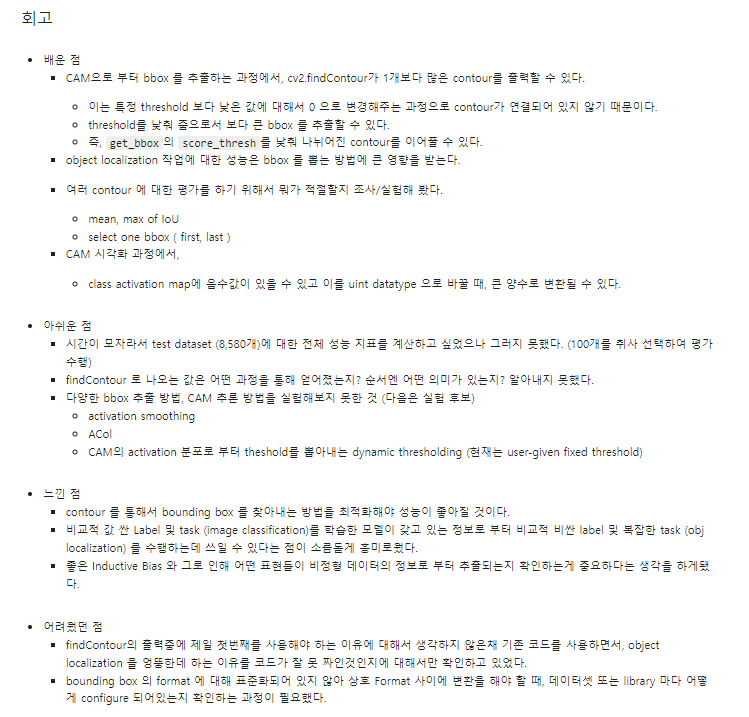 회고
배운 점
CAM으로 부터 bbox 를 추출하는 과정에서, cv2.findContour가 1개보다 많은 contour를 출력할 수 있다.
이는 특정 threshold 보다 낮은 값에 대해서 0 으로 변경해주는 과정으로 contour가 연결되어 있지 않기 때문이다.
threshold를 낮춰 줌으로서 보다 큰 bbox 를 추출할 수 있다.
즉, get_bbox 의 score_thresh 를 낮춰 나뉘어진 contour를 이어줄 수 있다.
object localization 작업에 대한 성능은 bbox 를 뽑는 방법에 큰 영향을 받는다.
여러 contour 에 대한 평가를 하기 위해서 뭐가 적절할지 조사/실험해 봤다.
mean, max of IoU
select one bbox ( first, last )
CAM 시각화 과정에서,
class activation map에 음수값이 있을 수 있고 이를 uint datatype 으로 바꿀 때, 큰 양수로 변환될 수 있다.
아쉬운 점
시간이 모자라서 test dataset (8,580개)에 대한 전체 성능 지표를 계산하고 싶었으나 그러지 못했다. (100개를 취사 선택하여 평가
수행)
findContour 로 나오는 값은 어떤 과정을 통해 얻어졌는지? 순서엔 어떤 의미가 있는지? 알아내지 못했다.
다양한 bbox 추출 방법, CAM 추론 방법을 실험해보지 못한 것 (다음은 실험 후보)
activation smoothing
ACol
CAM의 activation 분포로 부터 theshold를 뽑아내는 dynamic thresholding (현재는 user-given fixed threshold)
느낀 점
contour 를 통해서 bounding box 를 찾아내는 방법을 최적화해야 성능이 좋아질 것이다.
비교적 값 싼 Label 및 task (image classification)를 학습한 모델이 갖고 있는 정보로 부터 비교적 비싼 label 및 복잡한 task (obj
localization) 를 수행하는데 쓰일 수 있다는 점이 소름돋게 흥미로웠다.
좋은 Inductive Bias 와 그로 인해 어떤 표현들이 비정형 데이터의 정보로 부터 추출되는지 확인하는게 중요하다는 생각을 하게됐
다.
어려웠던 점
findContour의 출력중에 제일 첫번째를 사용해야 하는 이유에 대해서 생각하지 않은채 기존 코드를 사용하면서, object
localization 을 엉뚱한데 하는 이유를 코드가 잘 못 짜인것인지에 대해서만 확인하고 있었다.
bounding box 의 format 에 대해 표준화되어 있지 않아 상호 Format 사이에 변환을 해야 할 때, 데이터셋 또는 library 마다 어떻
게 configure 되어있는지 확인하는 과정이 필요했다.